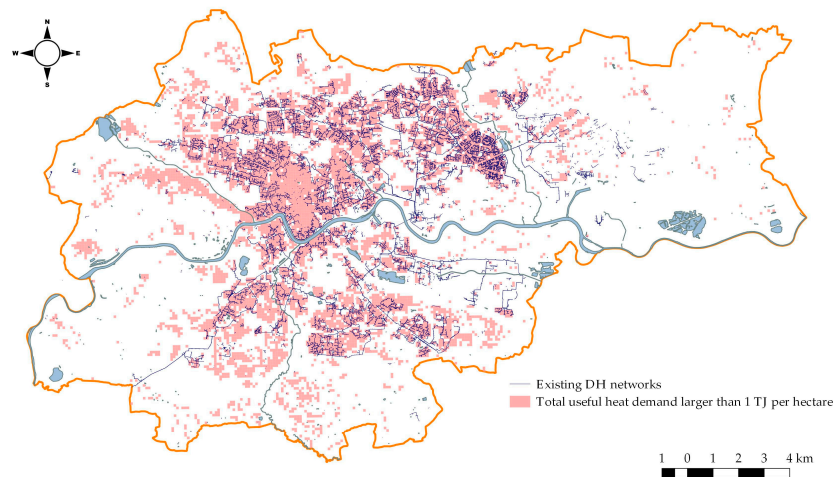 N
W E
S
Existing DH networks
Total useful heat demand larger than 1 TJ per hectare
1 0 1 2 3 4 km